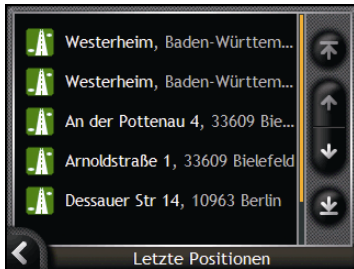 Westerheim, Baden-Württem...
Westerheim, Baden-Württem...
An der Pottenau 4, 33609 Bie...
Arnoldstraße 1, 33609 Bielefeld
Dessauer Str 14, 10963 Berlin
Letzte Positionen